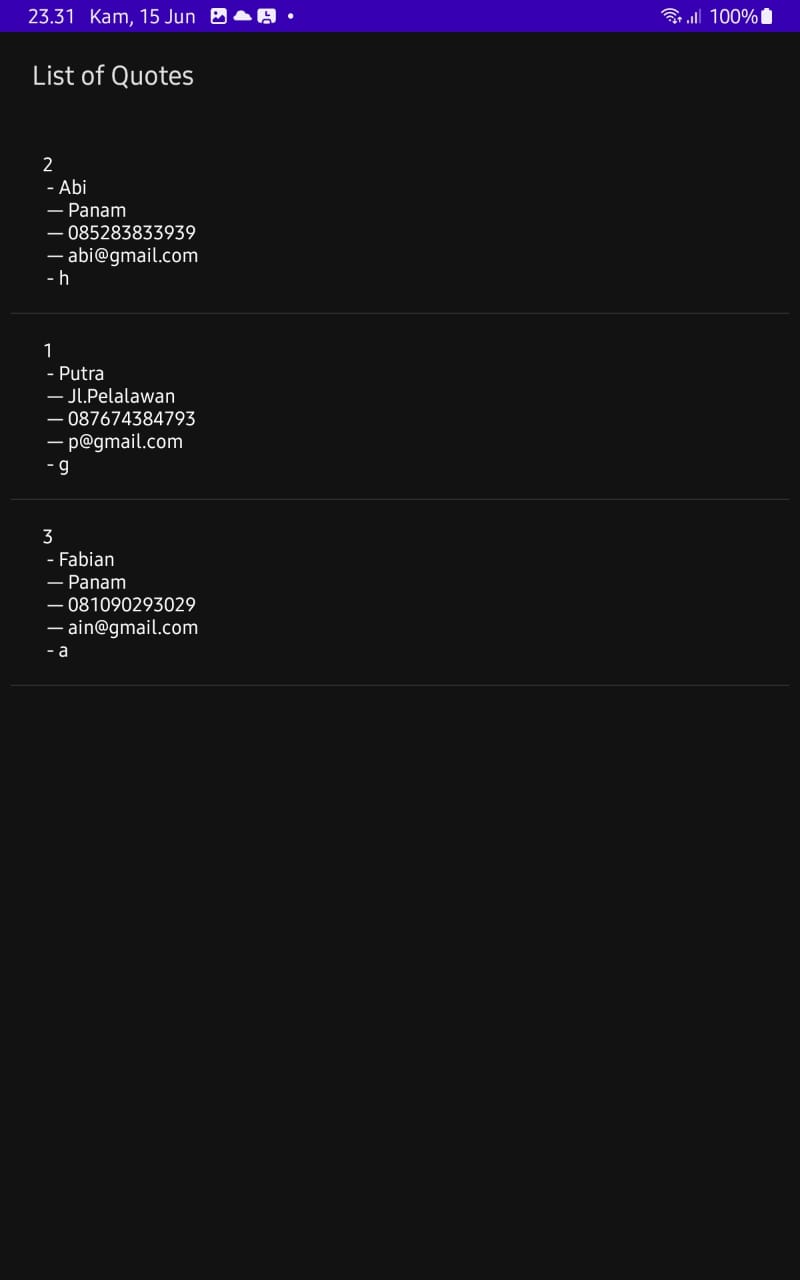 23.31 Kam, 15 Jun 100%
List of Quotes
2
- Abi
— Panam
— 085283833939
— abi@gmail.com
- h
1
- Putra
— Jl.Pelalawan
— 087674384793
— p@gmail.com
- g
3
- Fabian
— Panam
— 081090293029
— ain@gmail.com
- a